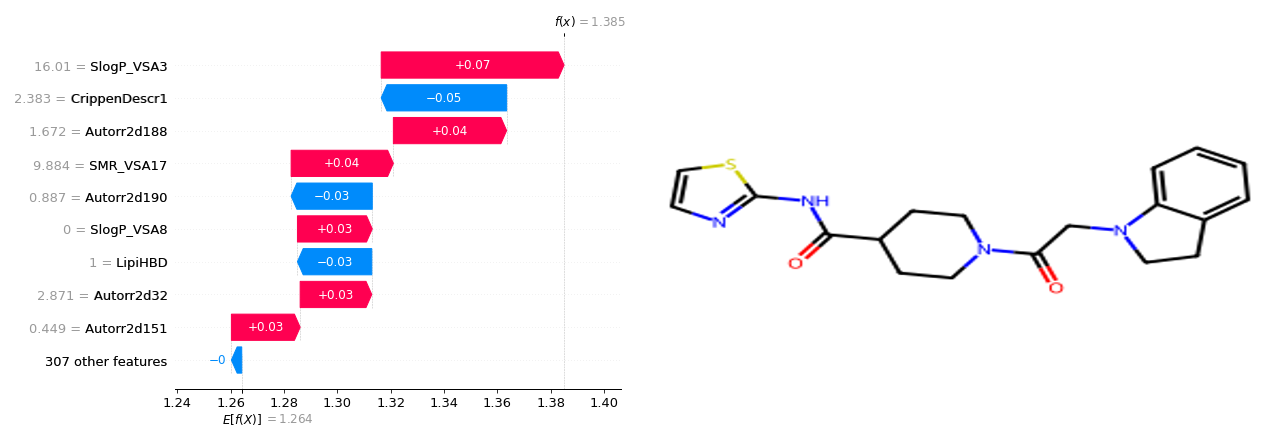 f(x) = 1.385
16.01 = SlogP_VSA3 +0.07
2.383 = CrippenDescr1 −0.05
1.672 = Autorr2d188 +0.04
9.884 = SMR_VSA17 +0.04
0.887 = Autorr2d190 −0.03
0 = SlogP_VSA8 +0.03
1 = LipiHBD −0.03
2.871 = Autorr2d32 +0.03
0.449 = Autorr2d151 +0.03
307 other features −0
1.24 1.26 1.28 1.30 1.32 1.34 1.36 1.38 1.40
E[f(X)] = 1.264
S
NH
N
O
N
N
O